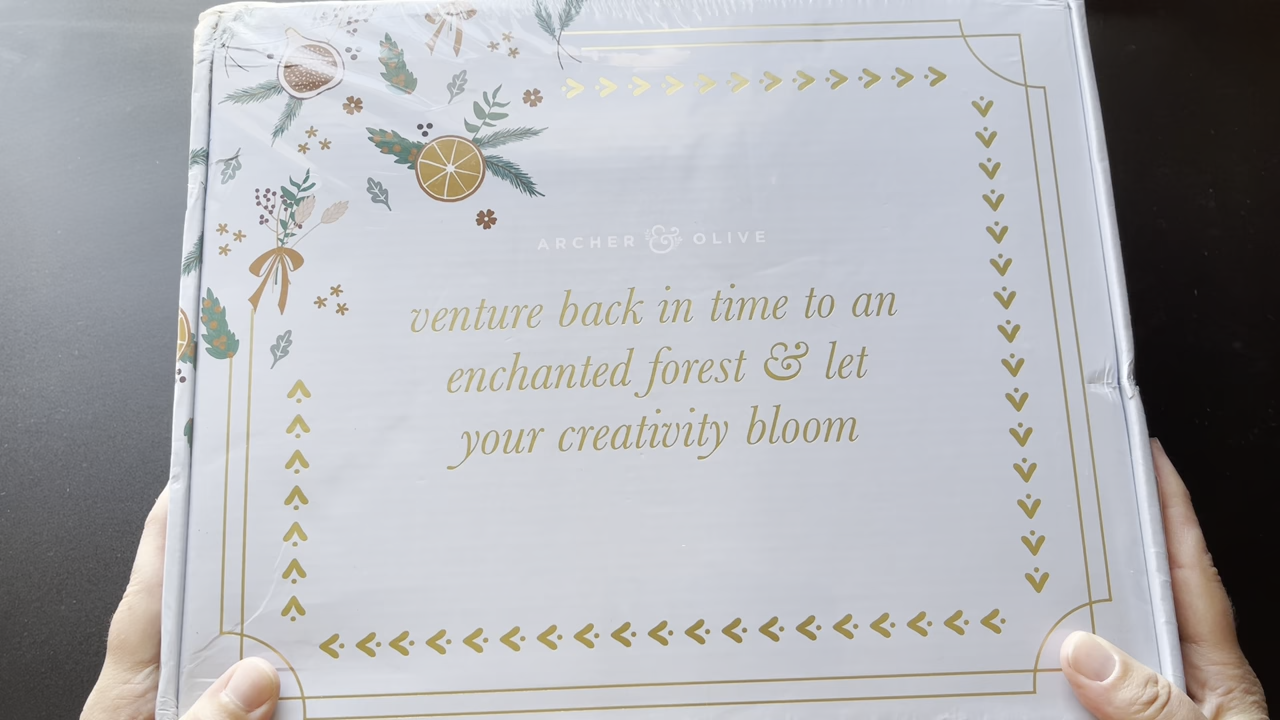 ARCHER & OLIVE
venture back in time to an
enchanted forest & let
your creativity bloom